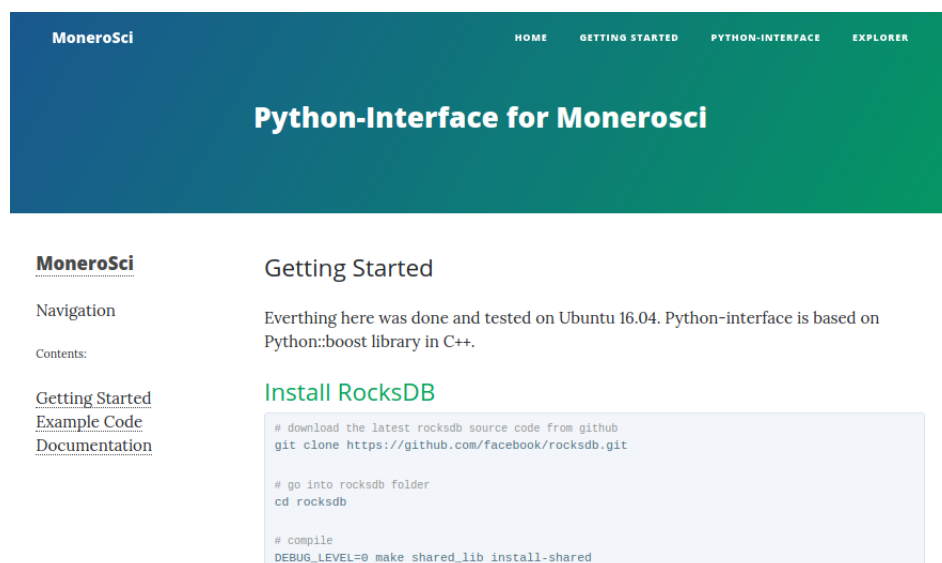 MoneroSci
HOME GETTING STARTED PYTHON-INTERFACE EXPLORER
Python-Interface for Monerosci
MoneroSci
Navigation
Contents:
Getting Started
Example Code
Documentation
Getting Started
Everthing here was done and tested on Ubuntu 16.04. Python-interface is based on
Python::boost library in C++.
Install RocksDB
# download the latest rocksdb source code from github
git clone https://github.com/facebook/rocksdb.git
# go into rocksdb folder
cd rocksdb
# compile
DEBUG_LEVEL=0 make shared_lib install-shared